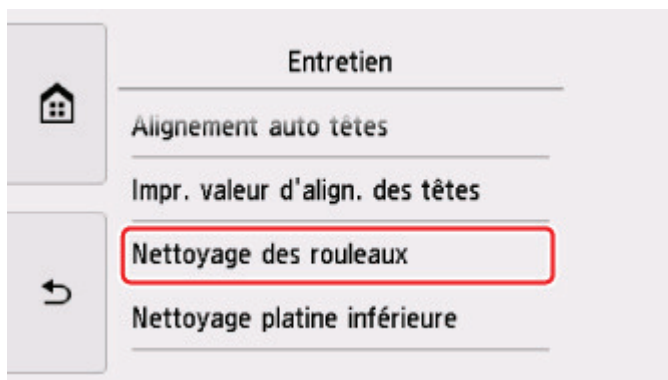 Entretien
Alignement auto têtes
Impr. valeur d'align. des têtes
Nettoyage des rouleaux
Nettoyage platine inférieure